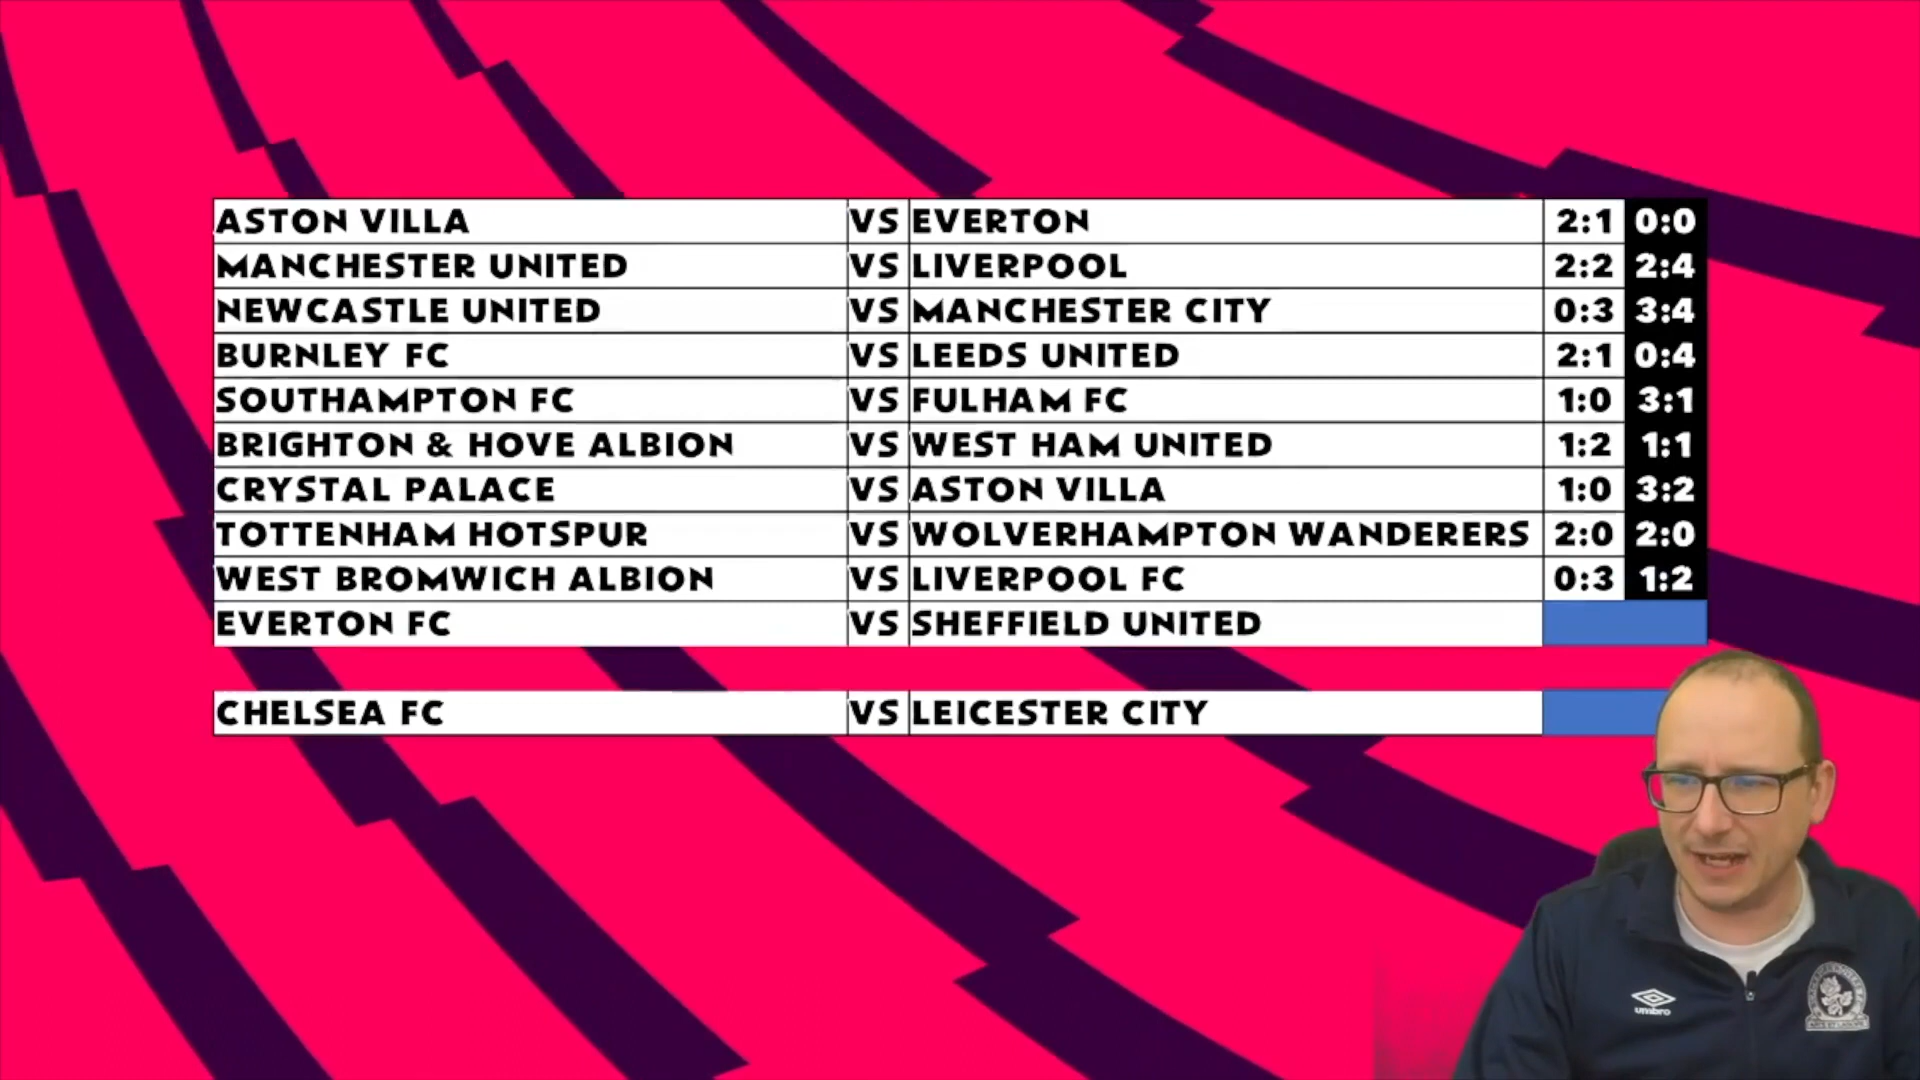 ASTON VILLA VS EVERTON 2:1 0:0
MANCHESTER UNITED VS LIVERPOOL 2:2 2:4
NEWCASTLE UNITED VS MANCHESTER CITY 0:3 3:4
BURNLEY FC VS LEEDS UNITED 2:1 0:4
SOUTHAMPTON FC VS FULHAM FC 1:0 3:1
BRIGHTON & HOVE ALBION VS WEST HAM UNITED 1:2 1:1
CRYSTAL PALACE VS ASTON VILLA 1:0 3:2
TOTTENHAM HOTSPUR VS WOLVERHAMPTON WANDERERS 2:0 2:0
WEST BROMWICH ALBION VS LIVERPOOL FC 0:3 1:2
EVERTON FC VS SHEFFIELD UNITED
CHELSEA FC VS LEICESTER CITY
umbro